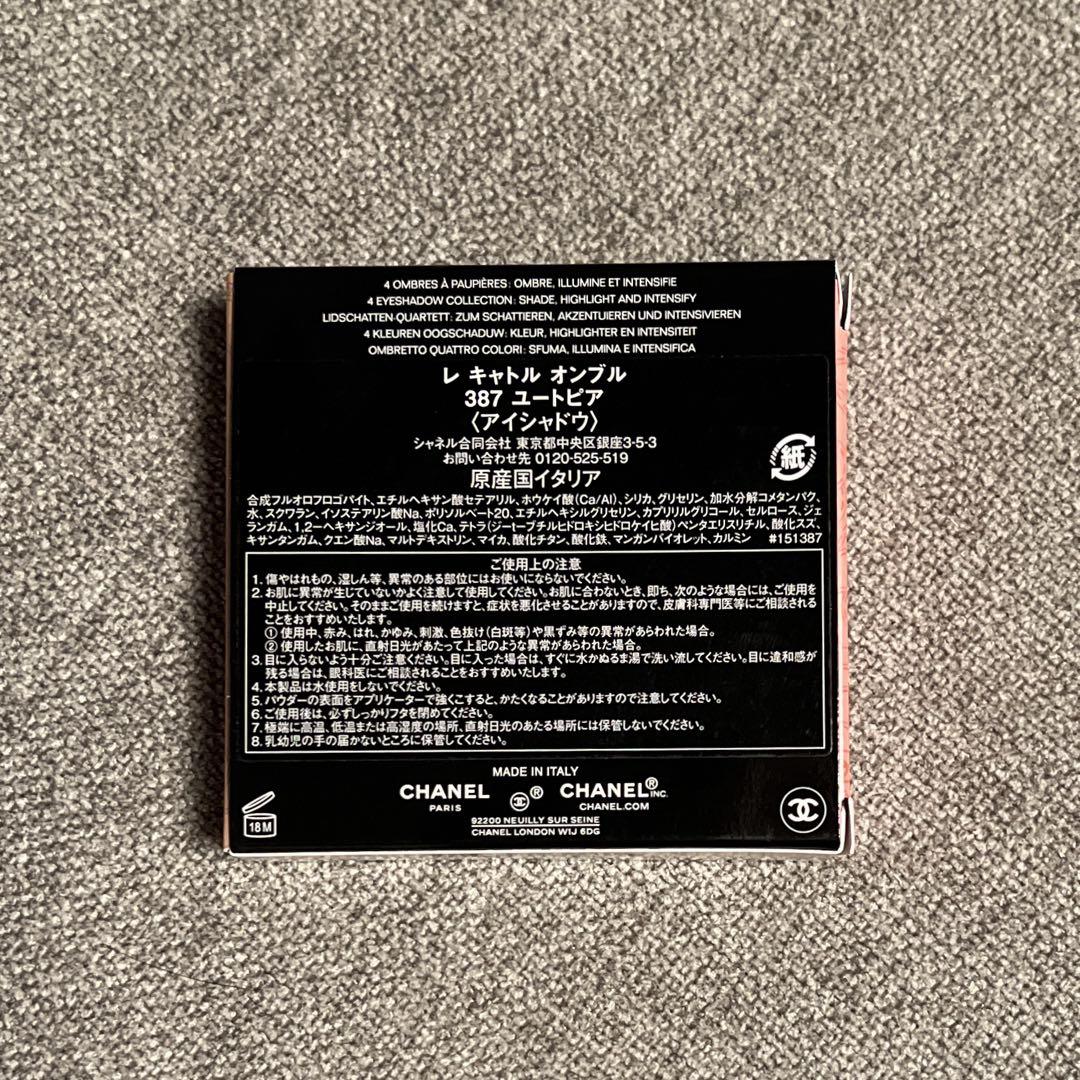 4 OMBRES À PAUPIÈRES : OMBRE, ILLUMINE ET INTENSIFIE
4 EYESHADOW COLLECTION : SHADE, HIGHLIGHT AND INTENSIFY
LIDSCHATTEN-QUARTETT : ZUM SCHATTIEREN, AKZENTUIEREN UND INTENSIVIEREN
4 KLEUREN OOGSCHADUW : KLEUR, HIGHLIGHTER EN INTENSITEIT
OMBRETTO QUATTRO COLORI : SFUMA, ILLUMINA E INTENSIFICA
レ キャトル オンブル
387 ユートピア
〈アイシャドウ〉
シャネル合同会社 東京都中央区銀座3-5-3
お問い合わせ先 0120-525-519
原産国イタリア
紙
合成フルオロフロゴパイト、エチルヘキサン酸セテアリル、ホウケイ酸(Ca/Al)、シリカ、グリセリン、加水分解コメタンパク、
水、スクワラン、イソステアリン酸Na、ポリソルベート20、エチルヘキシルグリセリン、カプリリルグリコール、セルロース、ジェ
ランガム、1,2-ヘキサンジオール、塩化Ca、テトラ(ジ-t-ブチルヒドロキシヒドロケイヒ酸)ペンタエリスリチル、酸化スズ、
キサンタンガム、クエン酸Na、マルトデキストリン、マイカ、酸化チタン、酸化鉄、マンガンバイオレット、カルミン #151387
ご使用上の注意
1. 傷やはれもの、湿しん等、異常のある部位にはお使いにならないでください。
2. お肌に異常が生じていないかよく注意して使用してください。お肌に合わないとき、即ち、次のような場合には、ご使用を
中止してください。そのままご使用を続けますと、症状を悪化させることがありますので、皮膚科専門医等にご相談される
ことをおすすめいたします。
① 使用中、赤み、はれ、かゆみ、刺激、色抜け(白斑等)や黒ずみ等の異常があらわれた場合。
② 使用したお肌に、直射日光があたって上記のような異常があらわれた場合。
3. 目に入らないよう十分ご注意ください。目に入った場合は、すぐに水かぬるま湯で洗い流してください。目に違和感が
残る場合は、眼科医にご相談されることをおすすめいたします。
4. 本製品は水使用をしないでください。
5. パウダーの表面をアプリケーターで強くこすると、かたくなることがありますので注意してください。
6. ご使用後は、必ずしっかりフタを閉めてください。
7. 極端に高温、低温または高湿度の場所、直射日光のあたる場所には保管しないでください。
8. 乳幼児の手の届かないところに保管してください。
MADE IN ITALY
CHANEL ® CHANEL® INC.
PARIS CHANEL.COM
92200 NEUILLY SUR SEINE
CHANEL LONDON W1J 6DG
18M